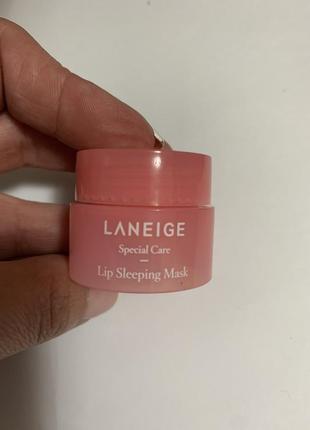 LANEIGE
Special Care
Lip Sleeping Mask